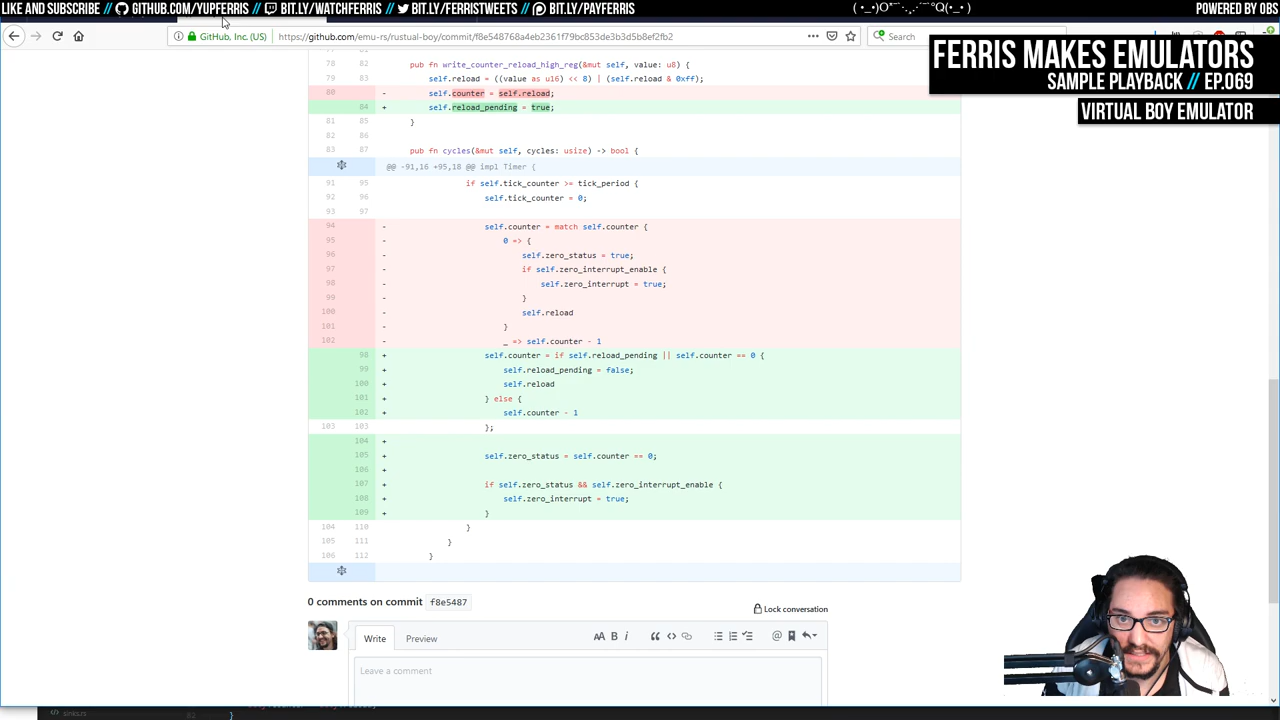 LIKE AND SUBSCRIBE // GITHUB.COM/YUPFERRIS // BIT.LY/WATCHFERRIS // BIT.LY/FERRISTWEETS // BIT.LY/PAYFERRIS
POWERED BY OBS
GitHub, Inc. (US) https://github.com/emu-rs/rustual-boy/commit/f8e548768a4eb2361f79bc853de3b3d5b8ef2fb2 Search
FERRIS MAKES EMULATORS
SAMPLE PLAYBACK // EP.069
VIRTUAL BOY EMULATOR
78 82 pub fn write_counter_reload_high_reg(&mut self, value: u8) {
79 83 self.reload = ((value as u16) << 8) | (self.reload & 0xff);
80 - self.counter = self.reload;
84 + self.reload_pending = true;
81 85 }
82 86
83 87 pub fn cycles(&mut self, cycles: usize) -> bool {
@@ -91,16 +95,18 @@ impl Timer {
91 95 if self.tick_counter >= tick_period {
92 96 self.tick_counter = 0;
93 97
94 - self.counter = match self.counter {
95 - 0 => {
96 - self.zero_status = true;
97 - if self.zero_interrupt_enable {
98 - self.zero_interrupt = true;
99 - }
100 - self.reload
101 - }
102 - _ => self.counter - 1
98 + self.counter = if self.reload_pending || self.counter == 0 {
99 + self.reload_pending = false;
100 + self.reload
101 + } else {
102 + self.counter - 1
103 103 };
104 +
105 + self.zero_status = self.counter == 0;
106 +
107 + if self.zero_status && self.zero_interrupt_enable {
108 + self.zero_interrupt = true;
109 + }
104 110 }
105 111 }
106 112 }
0 comments on commit f8e5487
Lock conversation
Write Preview
AA B i
Leave a comment